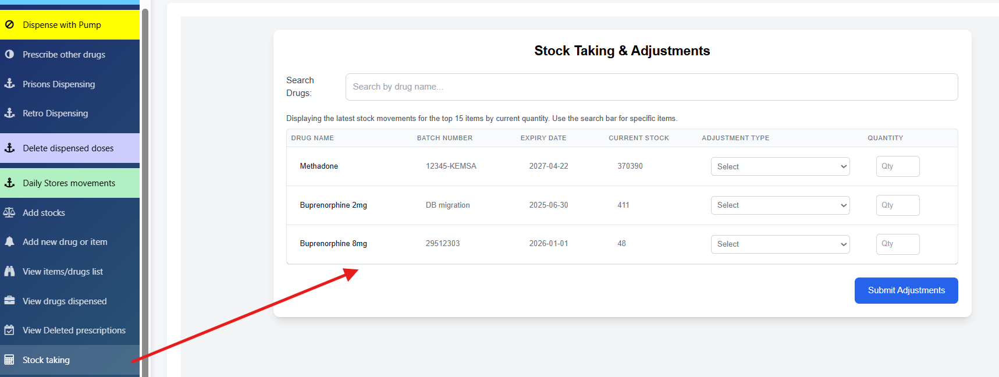 Dispense with Pump
Prescribe other drugs
Prisons Dispensing
Retro Dispensing
Delete dispensed doses
Daily Stores movements
Add stocks
Add new drug or item
View items/drugs list
View drugs dispensed
View Deleted prescriptions
Stock taking
Stock Taking & Adjustments
Search
Drugs:
Search by drug name...
Displaying the latest stock movements for the top 15 items by current quantity. Use the search bar for specific items.
DRUG NAME BATCH NUMBER EXPIRY DATE CURRENT STOCK ADJUSTMENT TYPE QUANTITY
Methadone 12345-KEMSA 2027-04-22 370390 Select Qty
Buprenorphine 2mg DB migration 2025-06-30 411 Select Qty
Buprenorphine 8mg 29512303 2026-01-01 48 Select Qty
Submit Adjustments